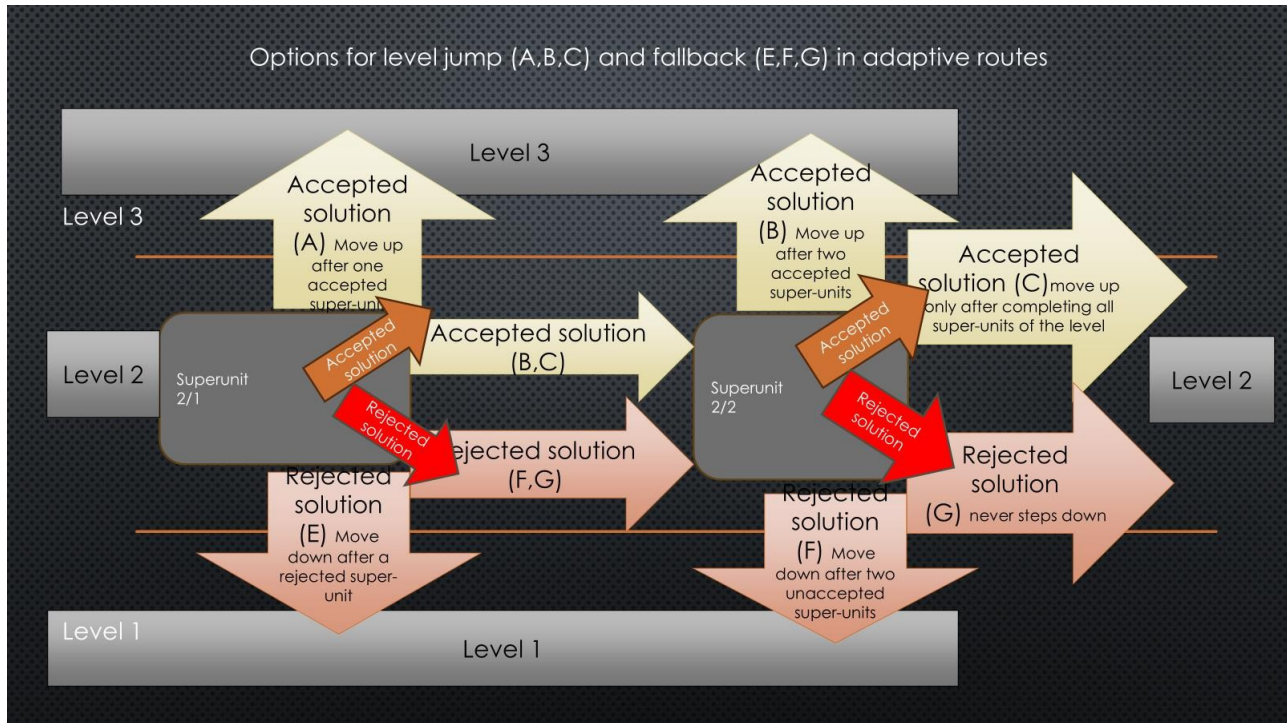 Options for level jump (A,B,C) and fallback (E,F,G) in adaptive routes
Level 3
Level 3
Accepted
solution
(A) Move up
after one
accepted
super-unit
Accepted
solution
(B) Move up
after two
accepted
super-units
Accepted
solution (C) move up
only after completing all
super-units of the level
Level 2
Superunit
2/1
Accepted
solution
Rejected
solution
Accepted solution
(B,C)
Rejected solution
(F,G)
Superunit
2/2
Accepted
solution
Rejected
solution
Level 2
Rejected
solution
(E) Move
down after a
rejected super-
unit
Rejected
solution
(F) Move
down after two
unaccepted
super-units
Rejected
solution
(G) never steps down
Level 1
Level 1